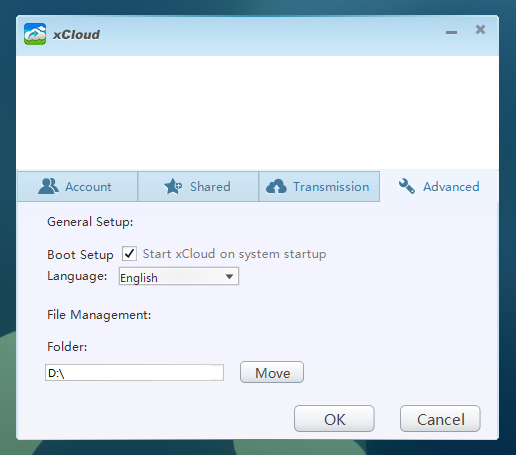 xCloud
Account Shared Transmission Advanced
General Setup:
Boot Setup Start xCloud on system startup
Language: English
File Management:
Folder:
D:\ Move
OK Cancel